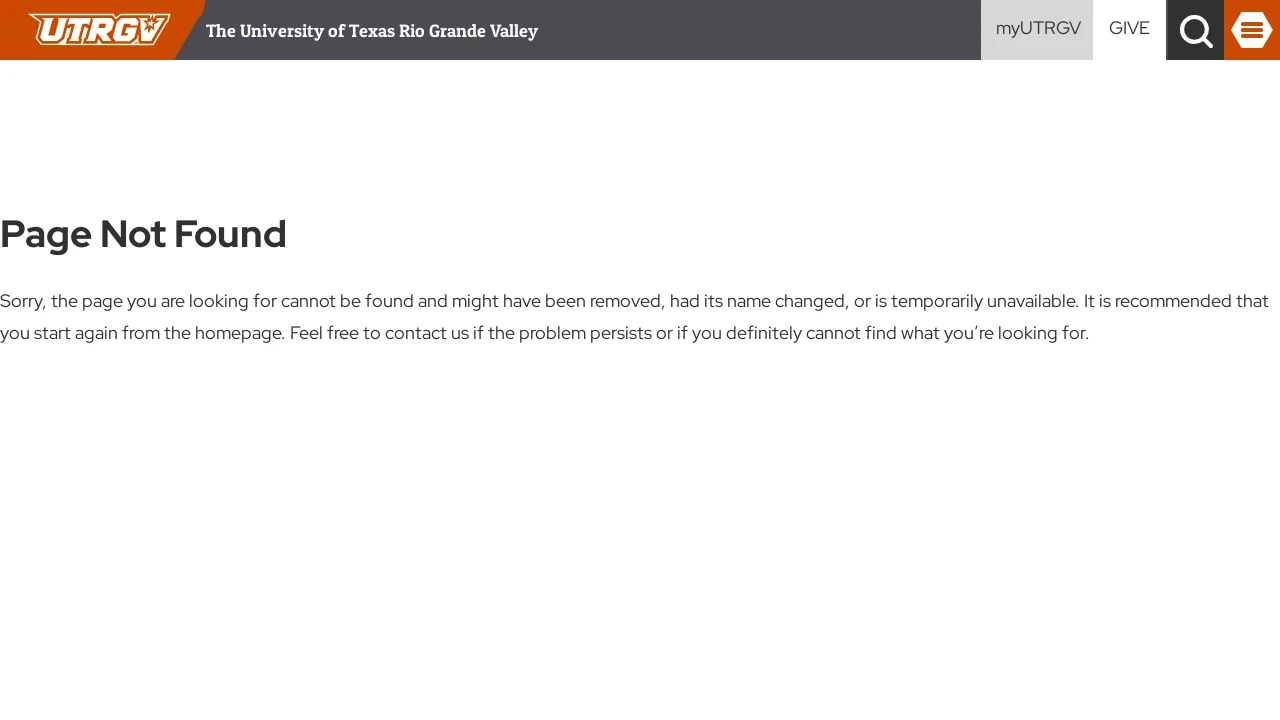 UTRGV
The University of Texas Rio Grande Valley
myUTRGV
GIVE
Page Not Found
Sorry, the page you are looking for cannot be found and might have been removed, had its name changed, or is temporarily unavailable. It is recommended that
you start again from the homepage. Feel free to contact us if the problem persists or if you definitely cannot find what you’re looking for.